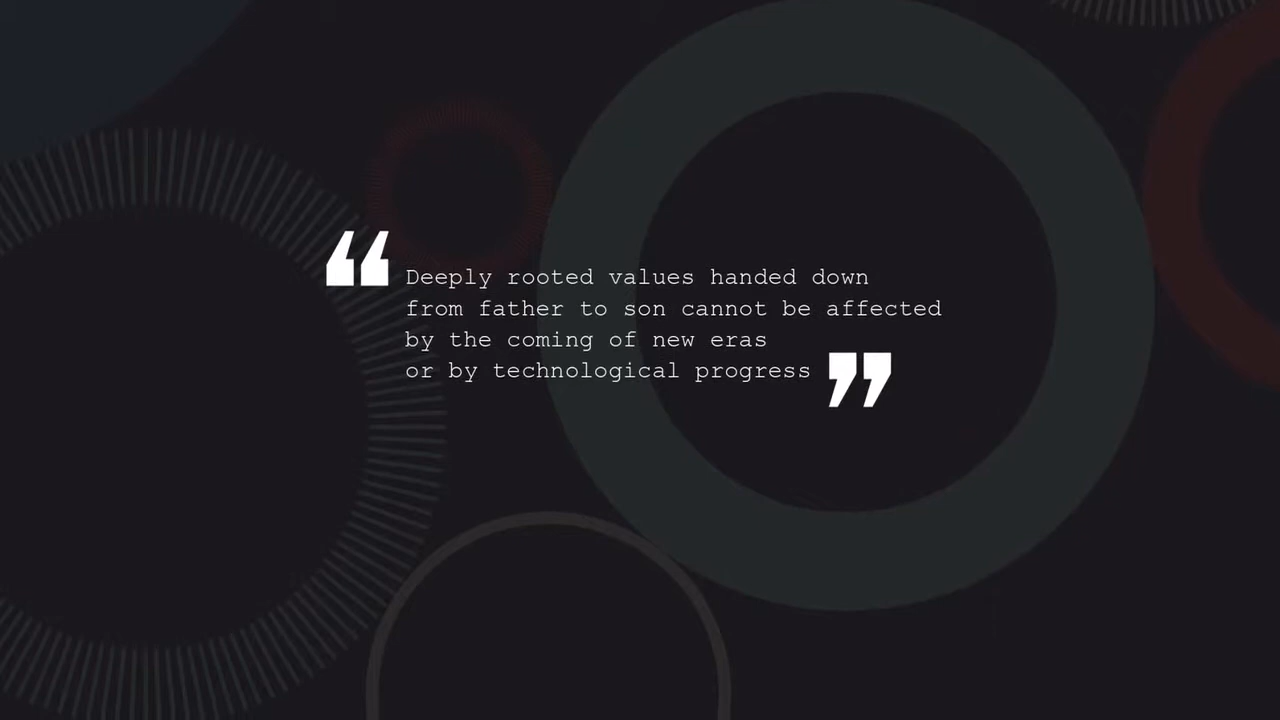 “Deeply rooted values handed down
from father to son cannot be affected
by the coming of new eras
or by technological progress”